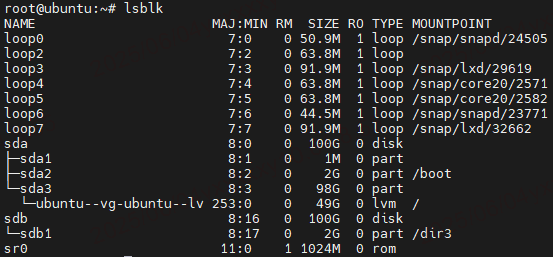 root@ubuntu:~# lsblk
NAME                      MAJ:MIN RM  SIZE RO TYPE MOUNTPOINT
loop0                       7:0    0 50.9M  1 loop /snap/snapd/24505
loop2                       7:2    0 63.8M  1 loop
loop3                       7:3    0 91.9M  1 loop /snap/lxd/29619
loop4                       7:4    0 63.8M  1 loop /snap/core20/2571
loop5                       7:5    0 63.8M  1 loop /snap/core20/2582
loop6                       7:6    0 44.5M  1 loop /snap/snapd/23771
loop7                       7:7    0 91.9M  1 loop /snap/lxd/32662
sda                         8:0    0  100G  0 disk
├─sda1                      8:1    0    1M  0 part
├─sda2                      8:2    0    2G  0 part /boot
└─sda3                      8:3    0   98G  0 part
  └─ubuntu--vg-ubuntu--lv 253:0    0   49G  0 lvm  /
sdb                         8:16   0  100G  0 disk
└─sdb1                      8:17   0    2G  0 part /dir3
sr0                        11:0    1 1024M  0 rom